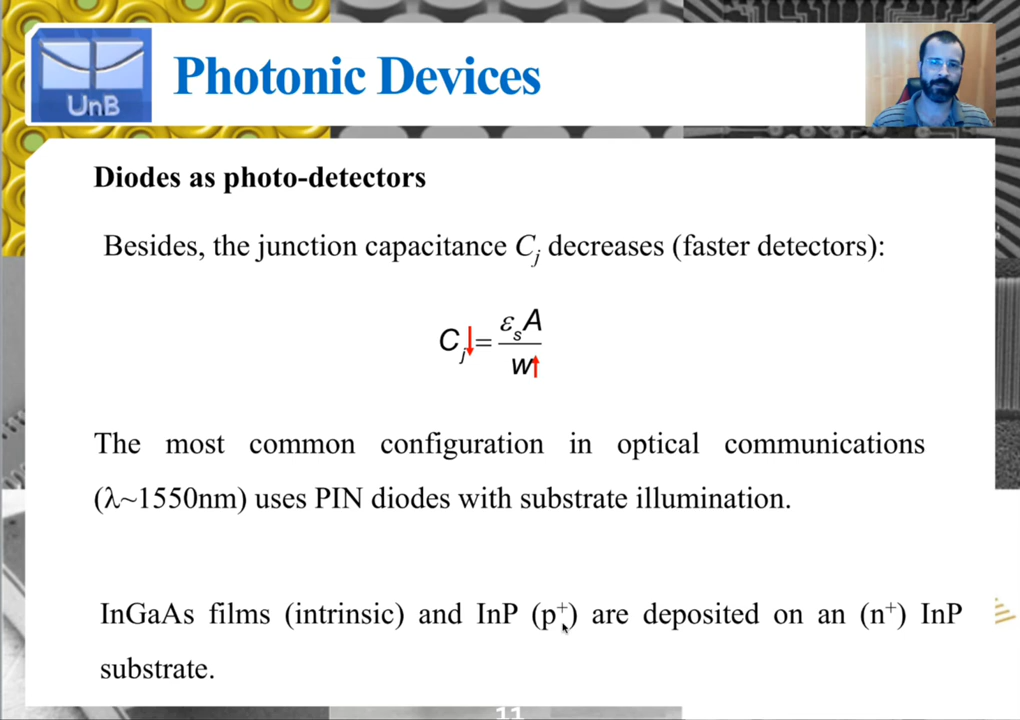 UnB
Photonic Devices
Diodes as photo-detectors
Besides, the junction capacitance Cj decreases (faster detectors):
Cj↓ = εsA / w↑
The most common configuration in optical communications
(λ~1550nm) uses PIN diodes with substrate illumination.
InGaAs films (intrinsic) and InP (p⁺) are deposited on an (n⁺) InP
substrate.
11